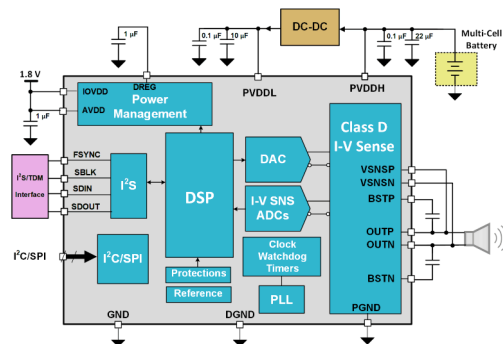 DC-DC
Multi-Cell
Battery
1 µF
0.1 µF
10 µF
0.1 µF
22 µF
1.8 V
DREG
PVDDL
PVDDH
IOVDD
AVDD
Power
Management
1 µF
Class D
I-V Sense
FSYNC
SBLK
SDIN
SDOUT
I²S/TDM
Interface
I²S
DSP
DAC
I-V SNS
ADCs
VSNSP
VSNSN
BSTP
OUTP
OUTN
BSTN
I²C/SPI
I²C/SPI
Protections
Reference
Clock
Watchdog
Timers
PLL
PGND
GND
DGND